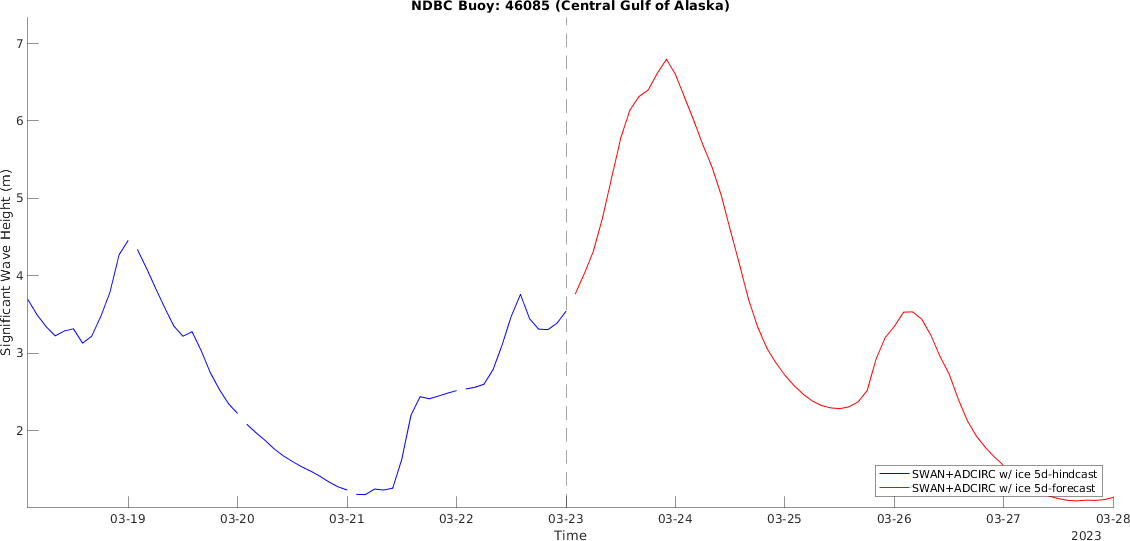 NDBC Buoy: 46085 (Central Gulf of Alaska)
7
6
5
4
3
2
Significant Wave Height (m)
SWAN+ADCIRC w/ ice 5d-hindcast
SWAN+ADCIRC w/ ice 5d-forecast
03-19 03-20 03-21 03-22 03-23 03-24 03-25 03-26 03-27 03-28
Time
2023